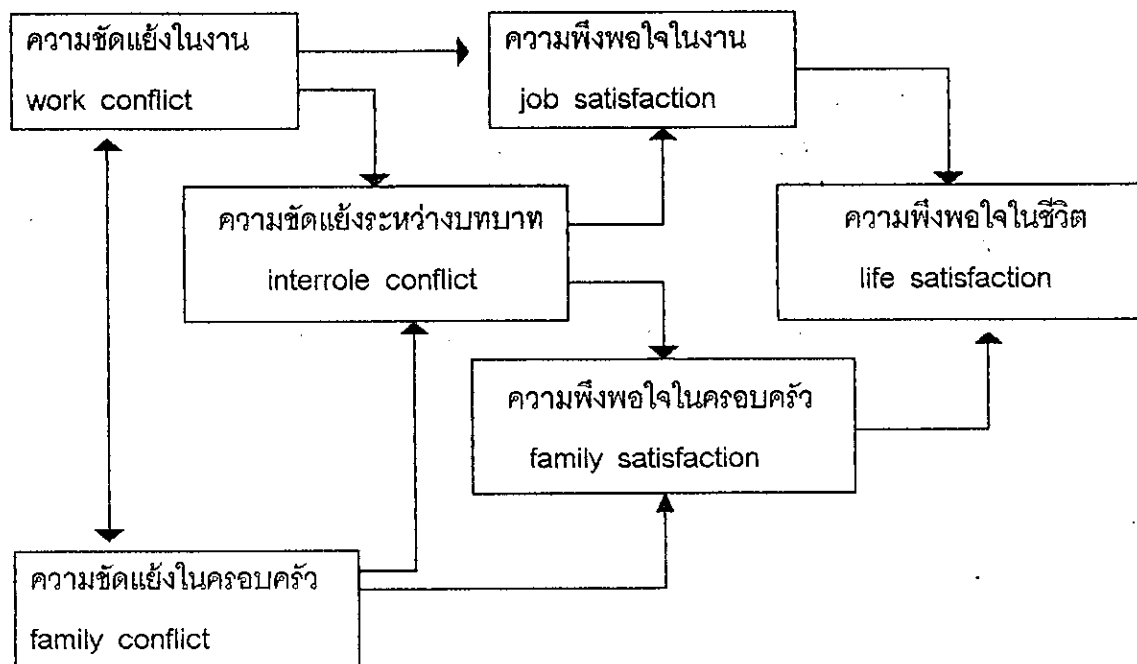 ความขัดแย้งในงาน
work conflict
ความพึงพอใจในงาน
job satisfaction
ความขัดแย้งระหว่างบทบาท
interrole conflict
ความพึงพอใจในชีวิต
life satisfaction
ความพึงพอใจในครอบครัว
family satisfaction
ความขัดแย้งในครอบครัว
family conflict